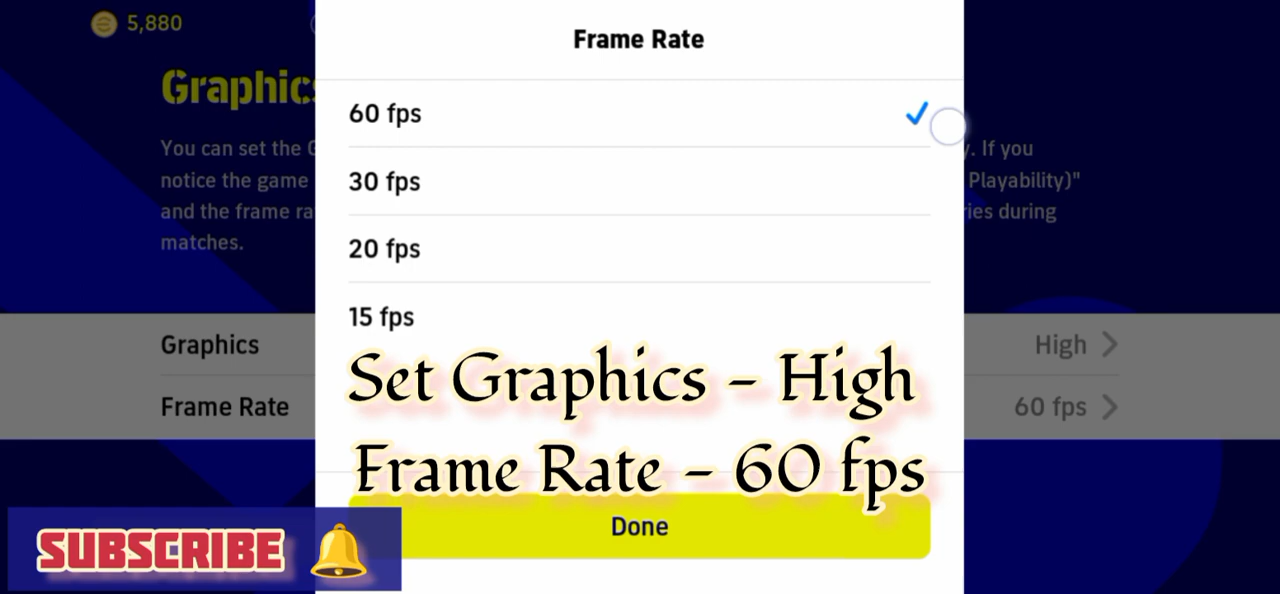 5,880
Frame Rate
Graphics
60 fps
You can set the
y. If you
30 fps
notice the game
Playability)"
and the frame ra
ries during
20 fps
matches.
15 fps
Graphics
High
Set Graphics - High
Frame Rate
60 fps
Frame Rate - 60 fps
Done
SUBSCRIBE